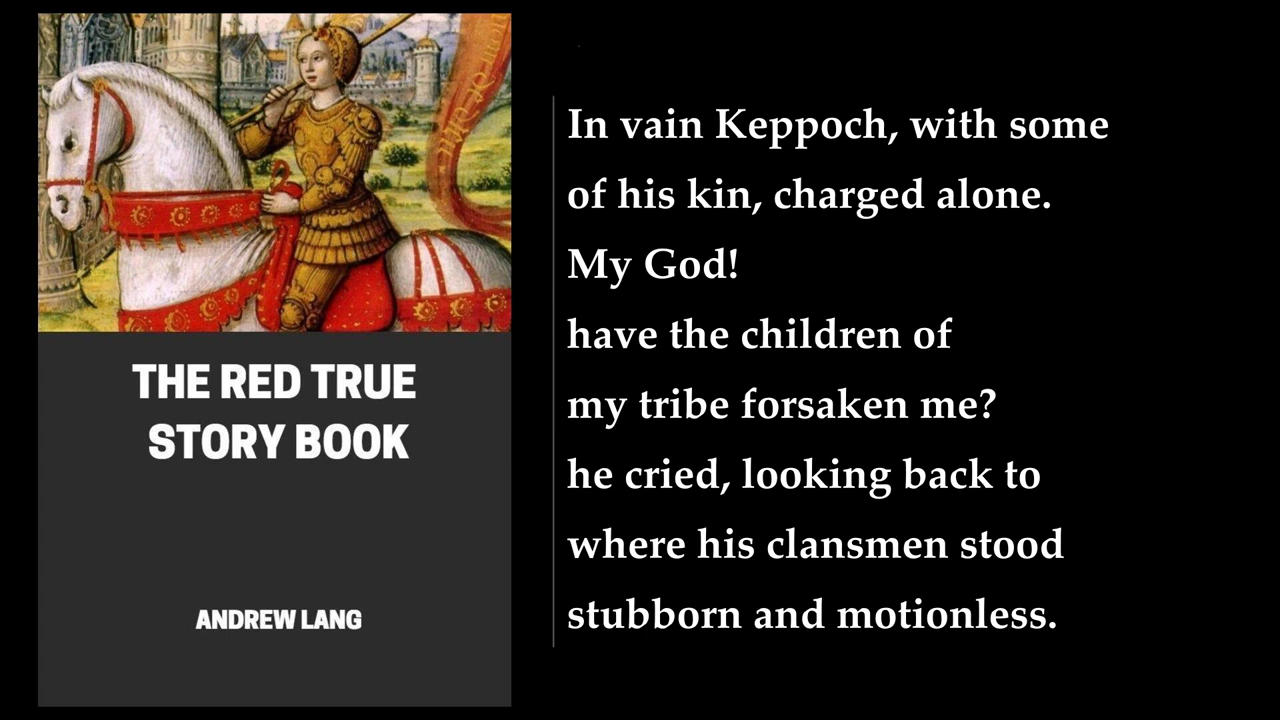 THE RED TRUE
STORY BOOK
ANDREW LANG
In vain Keppoch, with some
of his kin, charged alone.
My God!
have the children of
my tribe forsaken me?
he cried, looking back to
where his clansmen stood
stubborn and motionless.